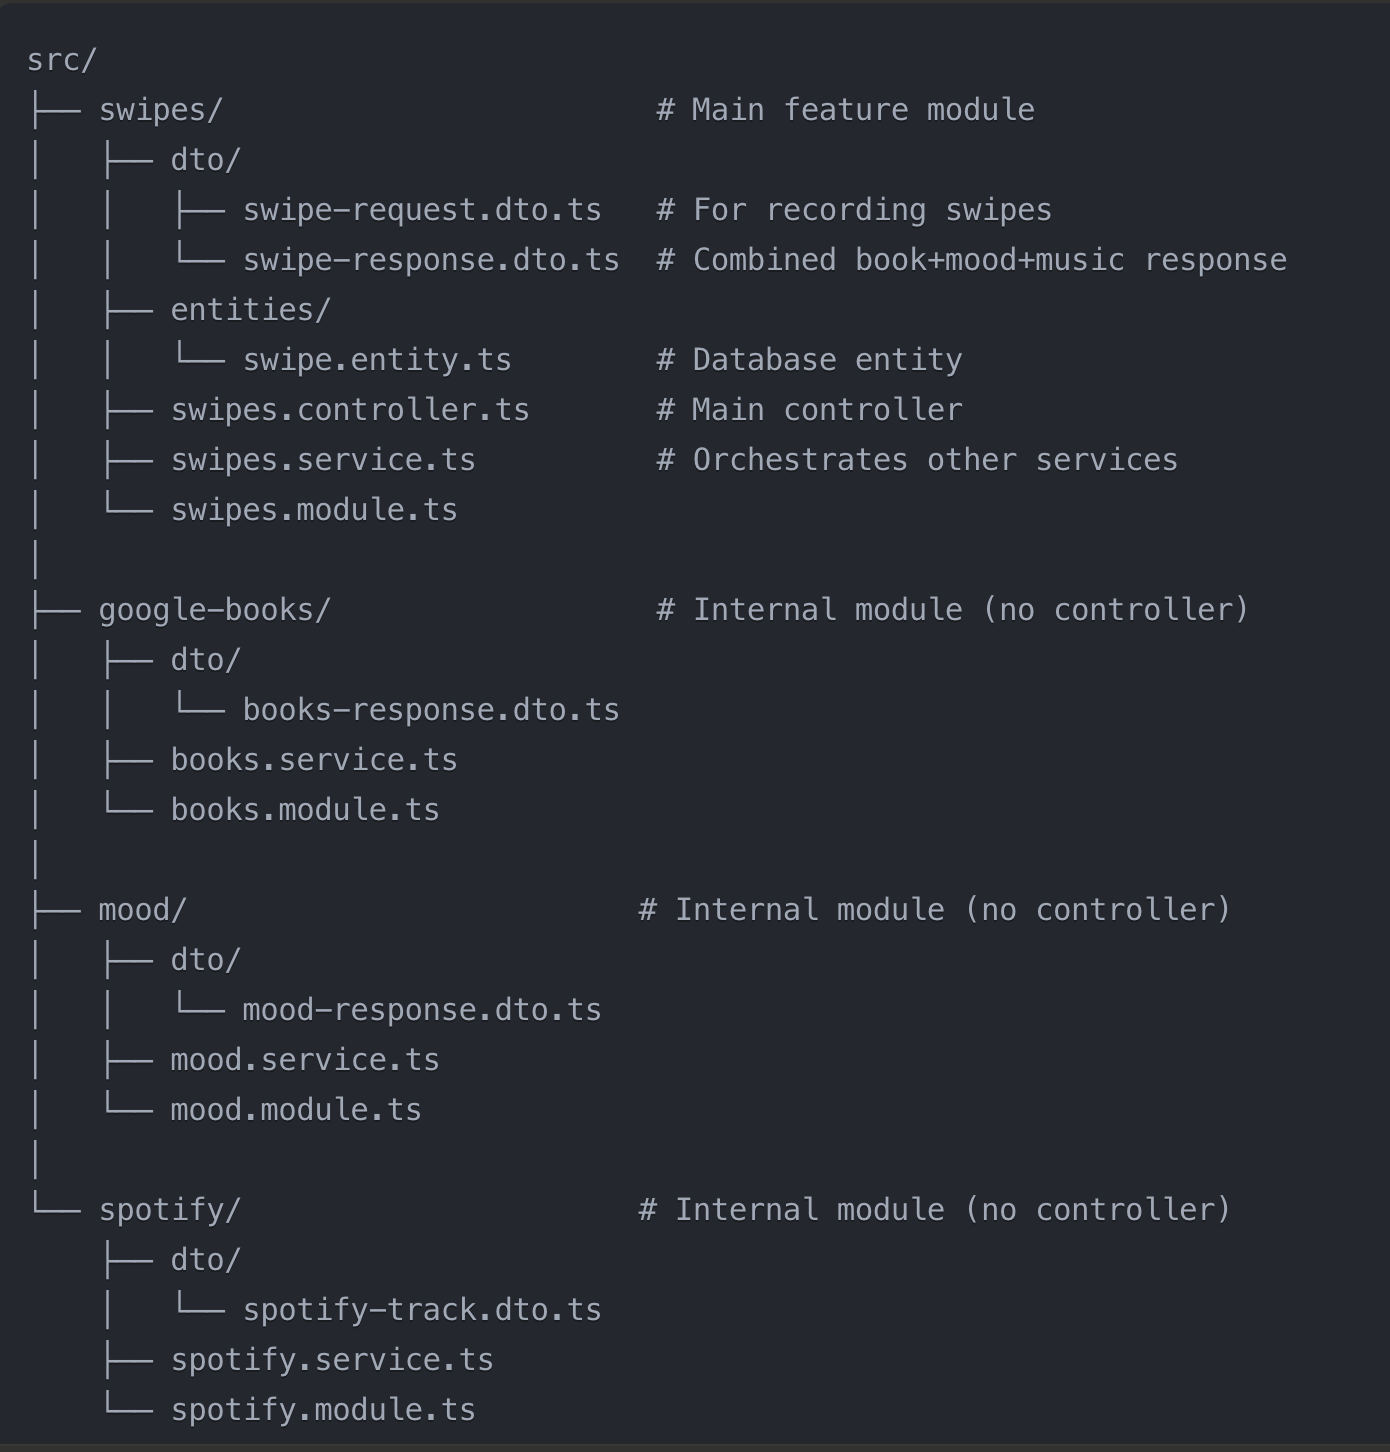 src/
├── swipes/                        # Main feature module
│   ├── dto/
│   │   ├── swipe-request.dto.ts   # For recording swipes
│   │   └── swipe-response.dto.ts  # Combined book+mood+music response
│   ├── entities/
│   │   └── swipe.entity.ts        # Database entity
│   ├── swipes.controller.ts       # Main controller
│   ├── swipes.service.ts          # Orchestrates other services
│   └── swipes.module.ts
│
├── google-books/                  # Internal module (no controller)
│   ├── dto/
│   │   └── books-response.dto.ts
│   ├── books.service.ts
│   └── books.module.ts
│
├── mood/                         # Internal module (no controller)
│   ├── dto/
│   │   └── mood-response.dto.ts
│   ├── mood.service.ts
│   └── mood.module.ts
│
└── spotify/                      # Internal module (no controller)
    ├── dto/
    │   └── spotify-track.dto.ts
    ├── spotify.service.ts
    └── spotify.module.ts